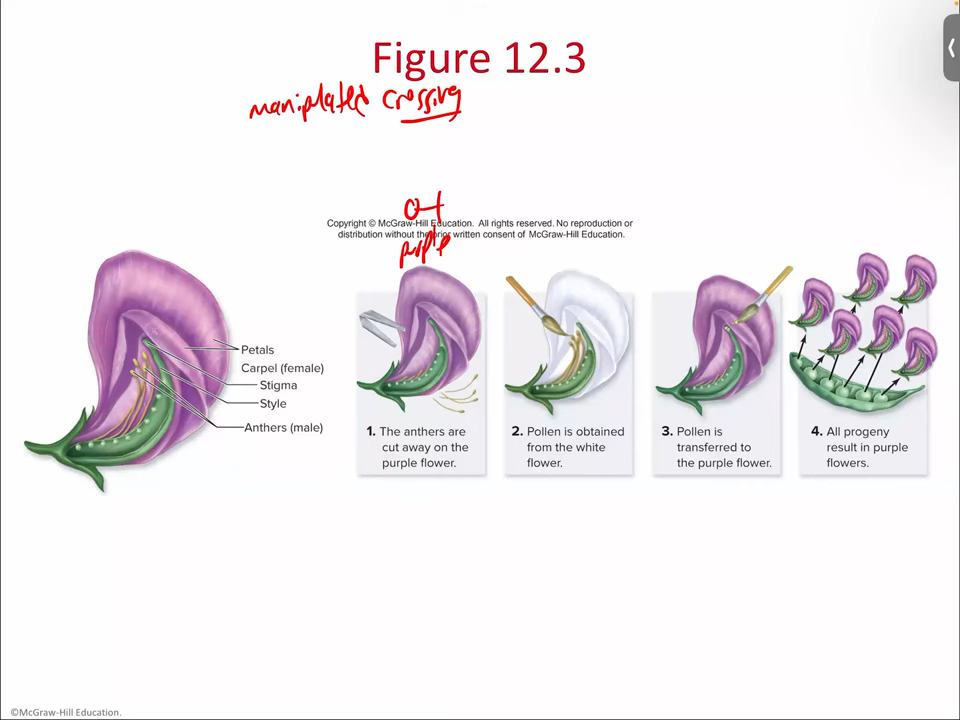 Figure 12.3
maniplated crossing
Copyright © McGraw-Hill Education. All rights reserved. No reproduction or
distribution without the prior written consent of McGraw-Hill Education.
purple
Petals
Carpel (female)
Stigma
Style
Anthers (male)
1. The anthers are
cut away on the
purple flower.
2. Pollen is obtained
from the white
flower.
3. Pollen is
transferred to
the purple flower.
4. All progeny
result in purple
flowers.
©McGraw-Hill Education.